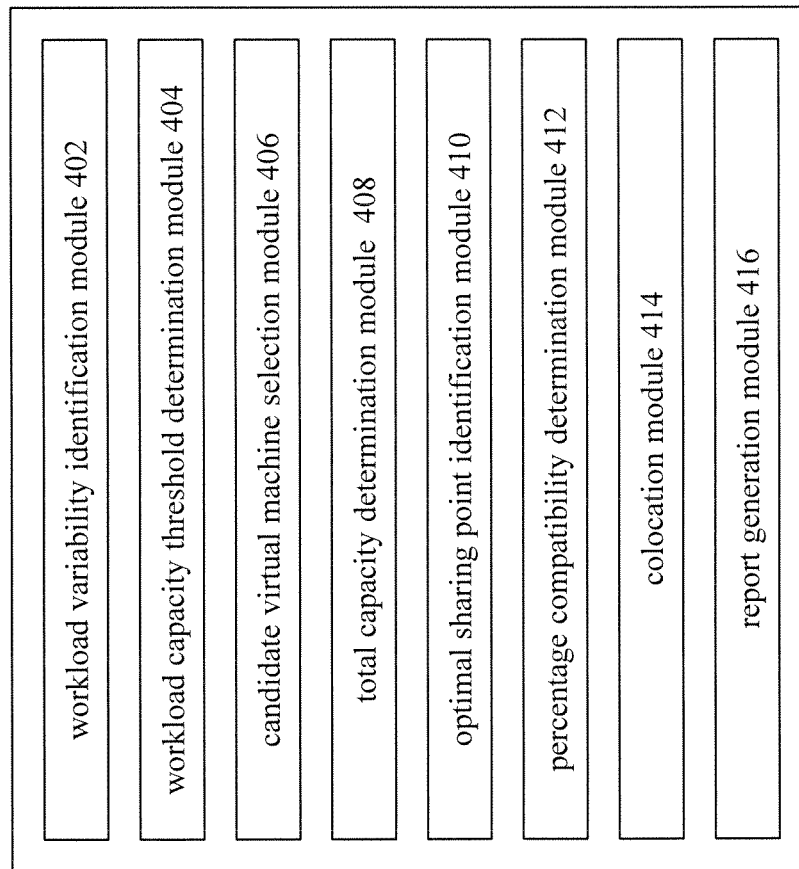 workload variability identification module 402
workload capacity threshold determination module 404
candidate virtual machine selection module 406
total capacity determination module 408
optimal sharing point identification module 410
percentage compatibility determination module 412
colocation module 414
report generation module 416